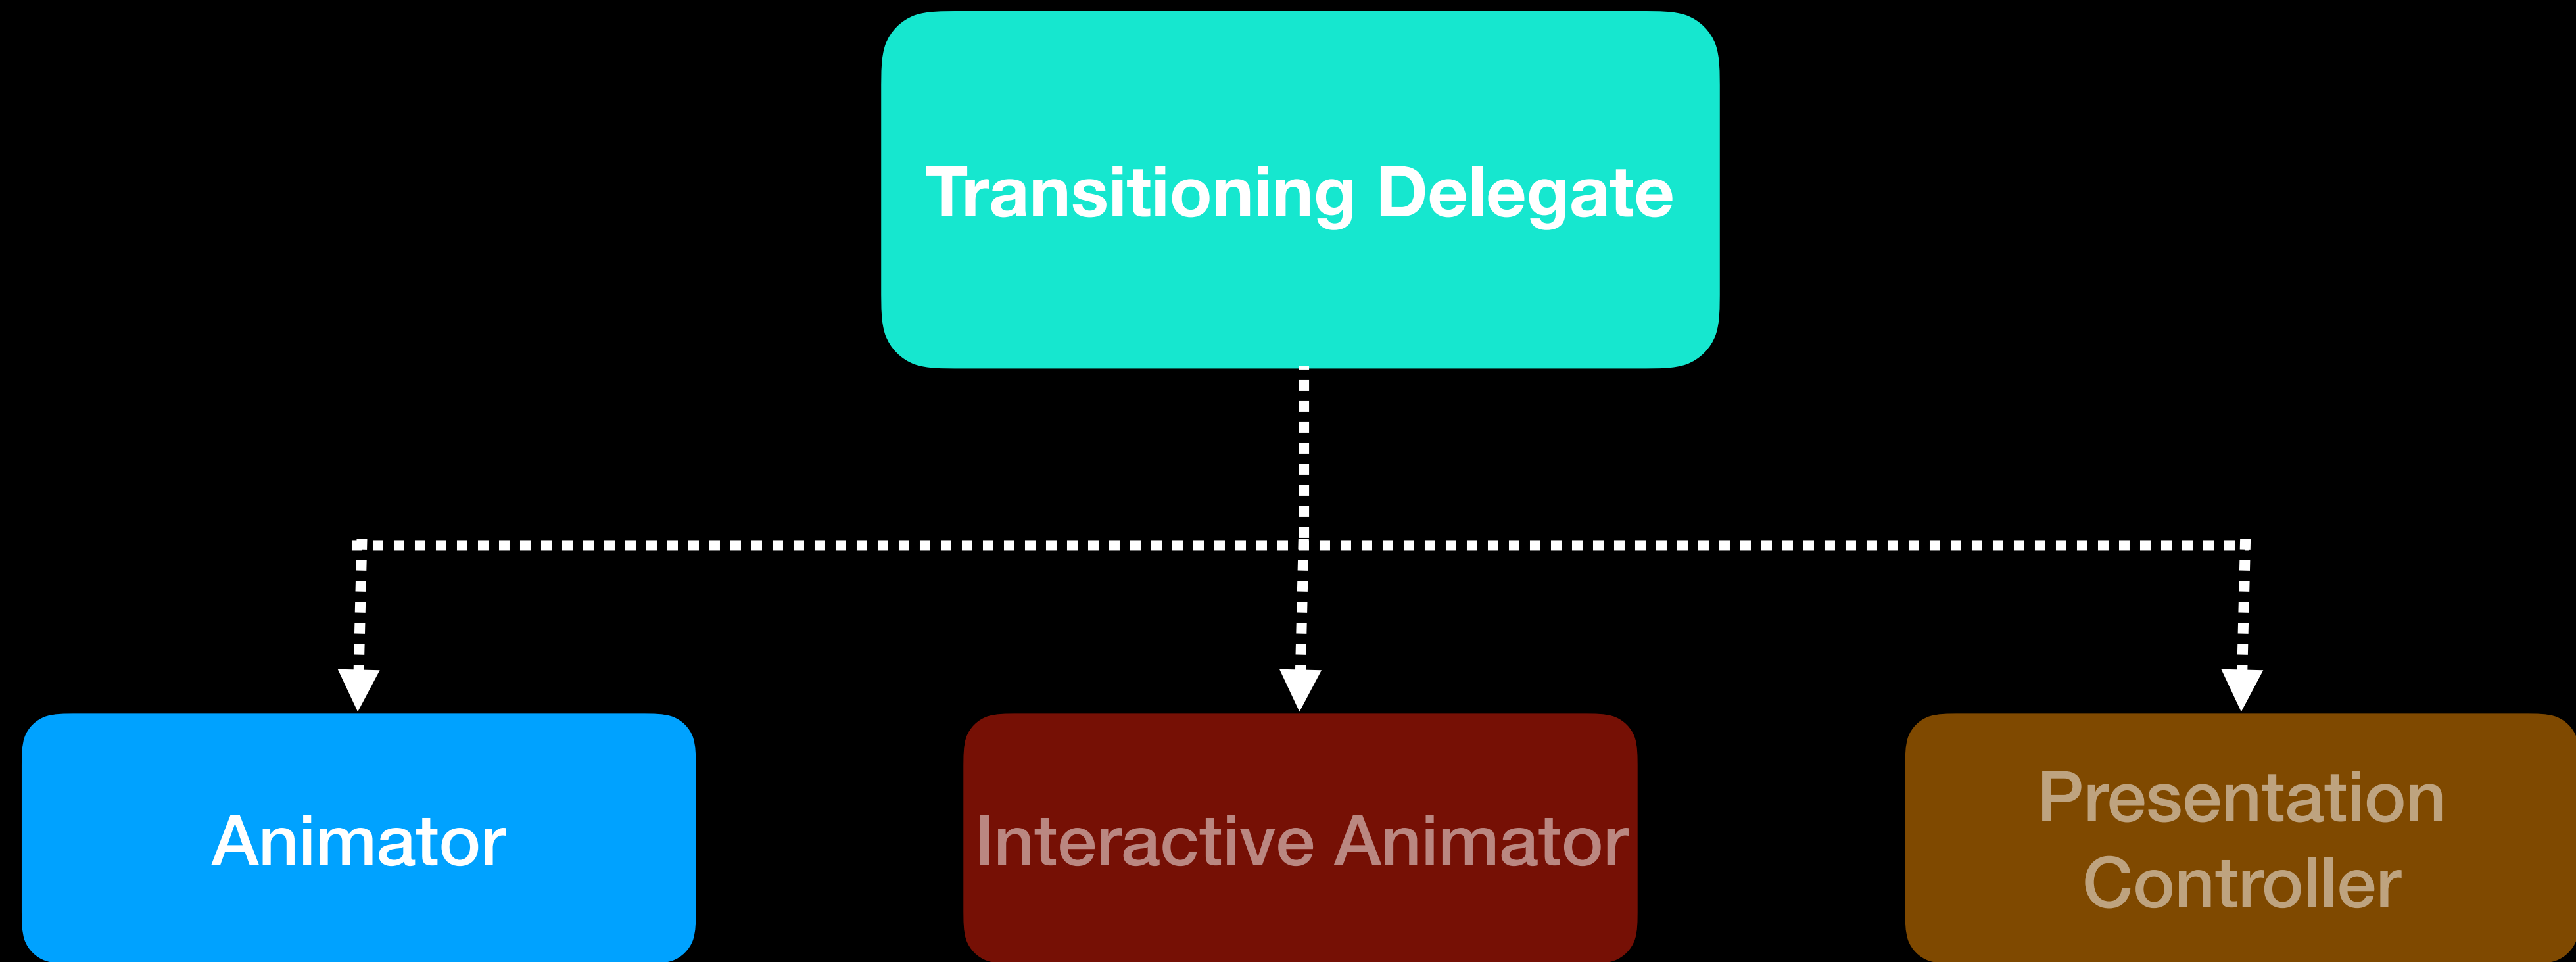 Transitioning Delegate
Animator
Interactive Animator
Presentation
Controller